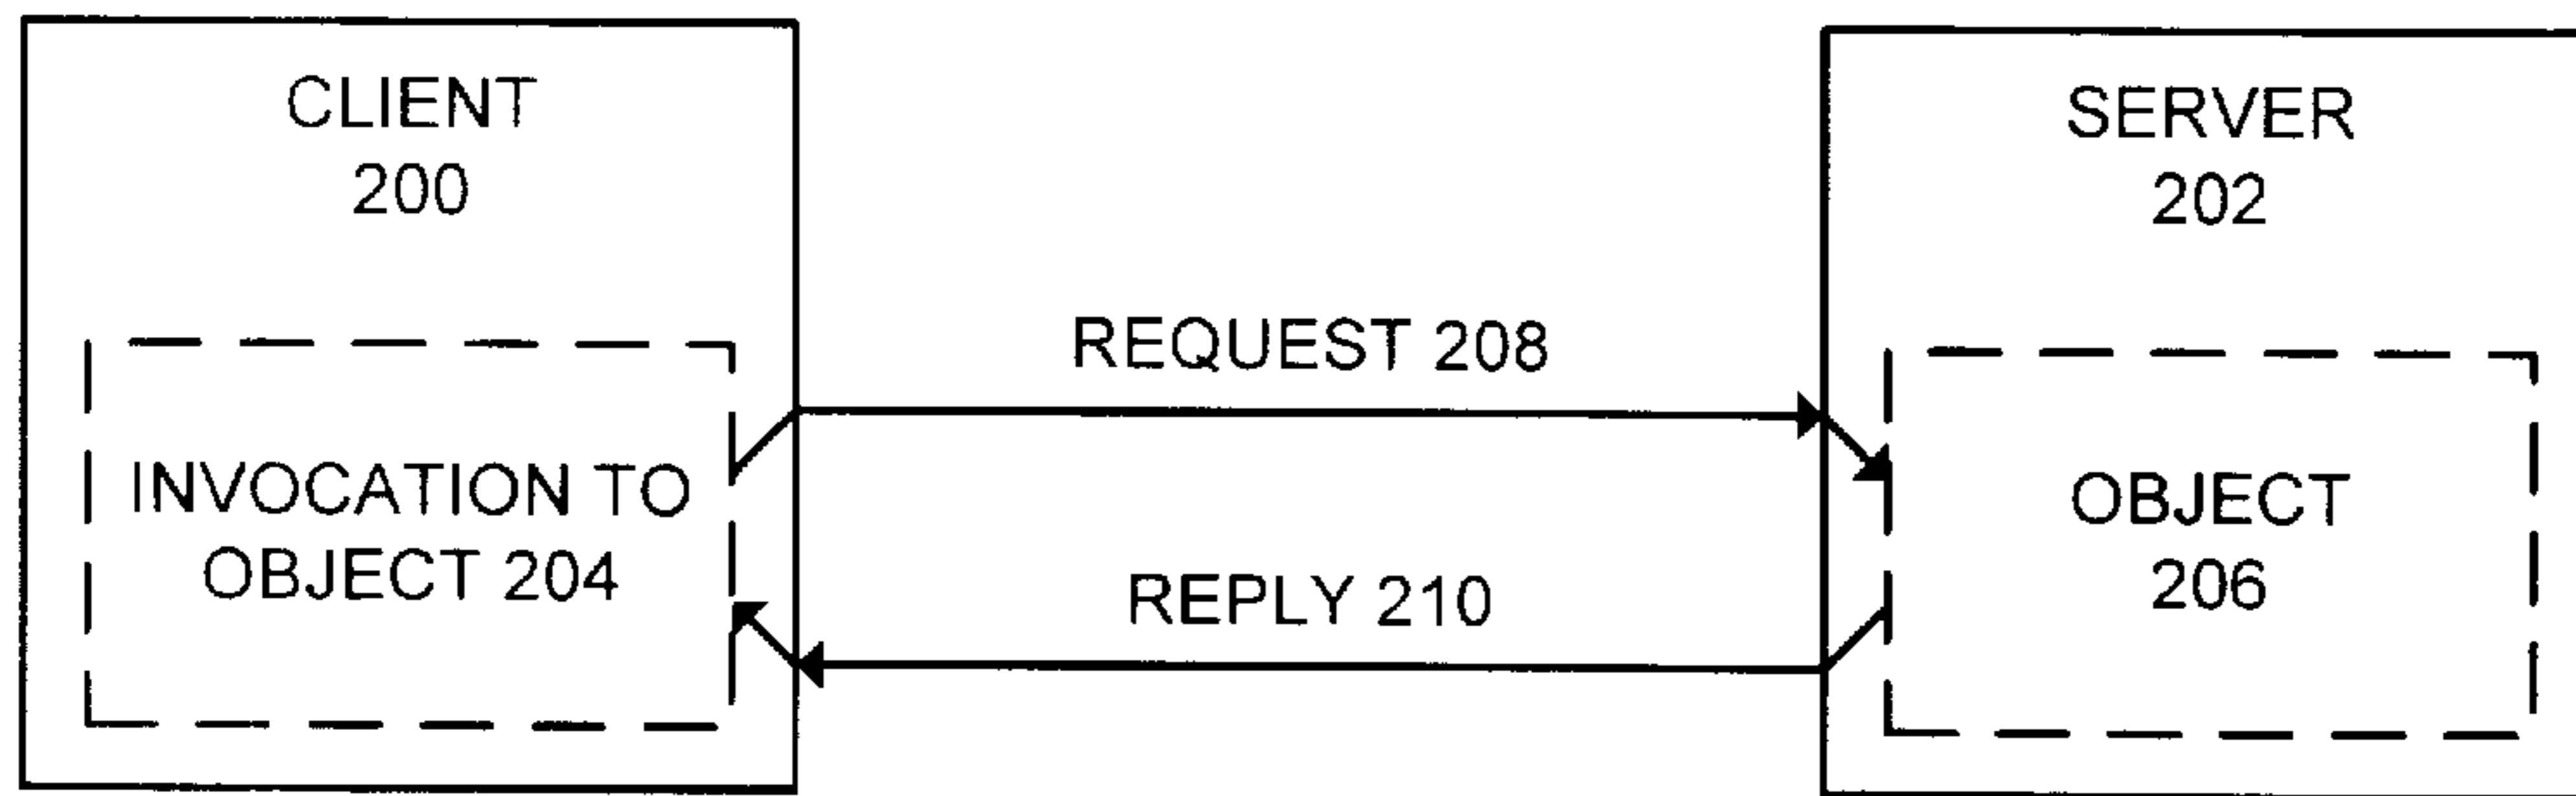 CLIENT
200
INVOCATION TO
OBJECT 204
REQUEST 208
REPLY 210
SERVER
202
OBJECT
206